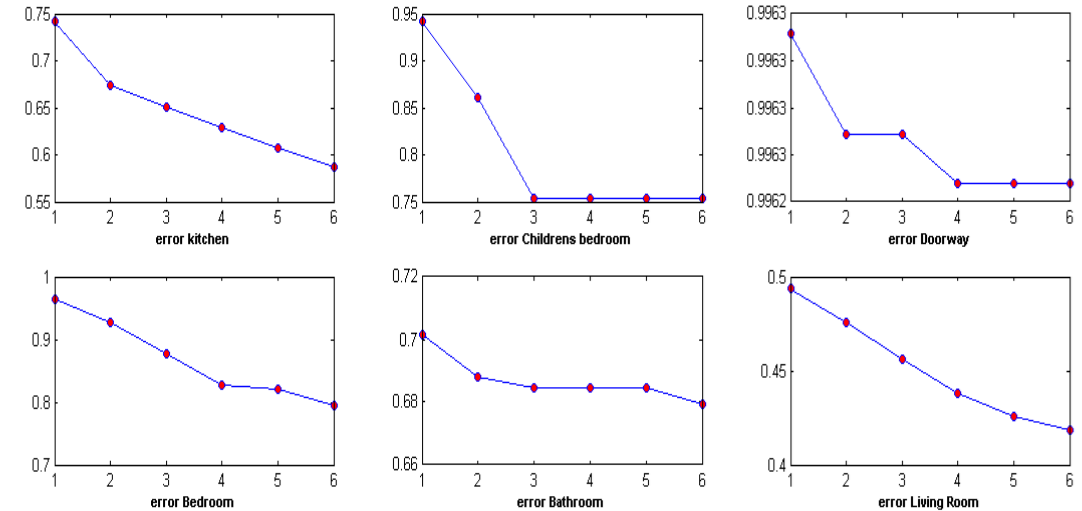 0.75
0.7
0.65
0.6
0.55
1 2 3 4 5 6
error kitchen
0.95
0.9
0.85
0.8
0.75
1 2 3 4 5 6
error Childrens bedroom
0.9963
0.9963
0.9963
0.9963
0.9962
1 2 3 4 5 6
error Doorway
1
0.9
0.8
0.7
1 2 3 4 5 6
error Bedroom
0.72
0.7
0.68
0.66
1 2 3 4 5 6
error Bathroom
0.5
0.45
0.4
1 2 3 4 5 6
error Living Room